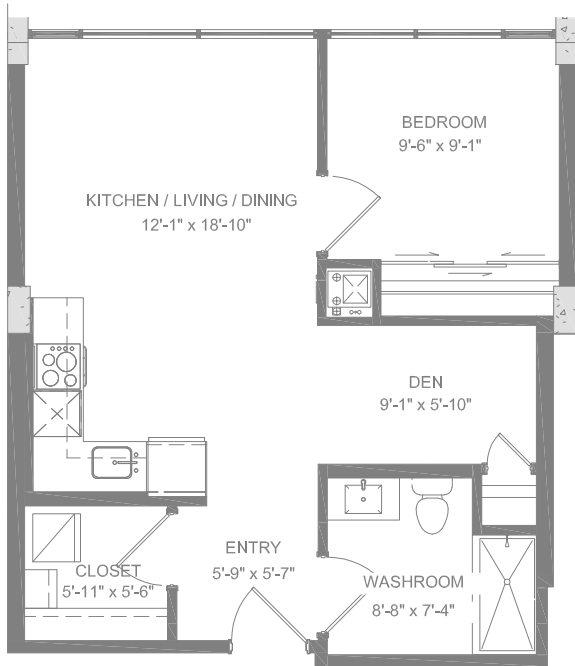 BEDROOM
9'-6" x 9'-1"
KITCHEN / LIVING / DINING
12'-1" x 18'-10"
DEN
9'-1" x 5'-10"
ENTRY
5'-9" x 5'-7"
CLOSET
5'-11" x 5'-6"
WASHROOM
8'-8" x 7'-4"